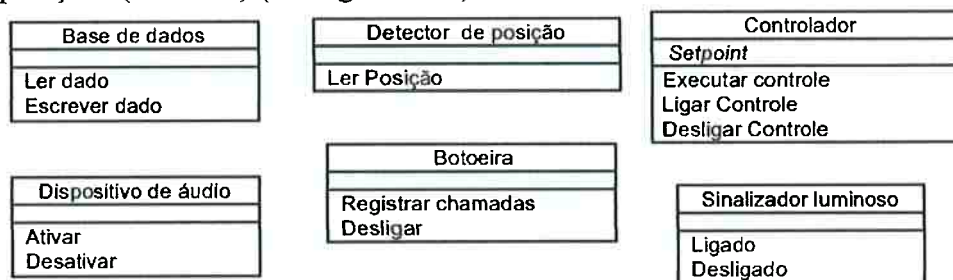 Base de dados
Ler dado
Escrever dado
Detector de posição
Ler Posição
Controlador
Setpoint
Executar controle
Ligar Controle
Desligar Controle
Dispositivo de áudio
Ativar
Desativar
Botoeira
Registrar chamadas
Desligar
Sinalizador luminoso
Ligado
Desligado